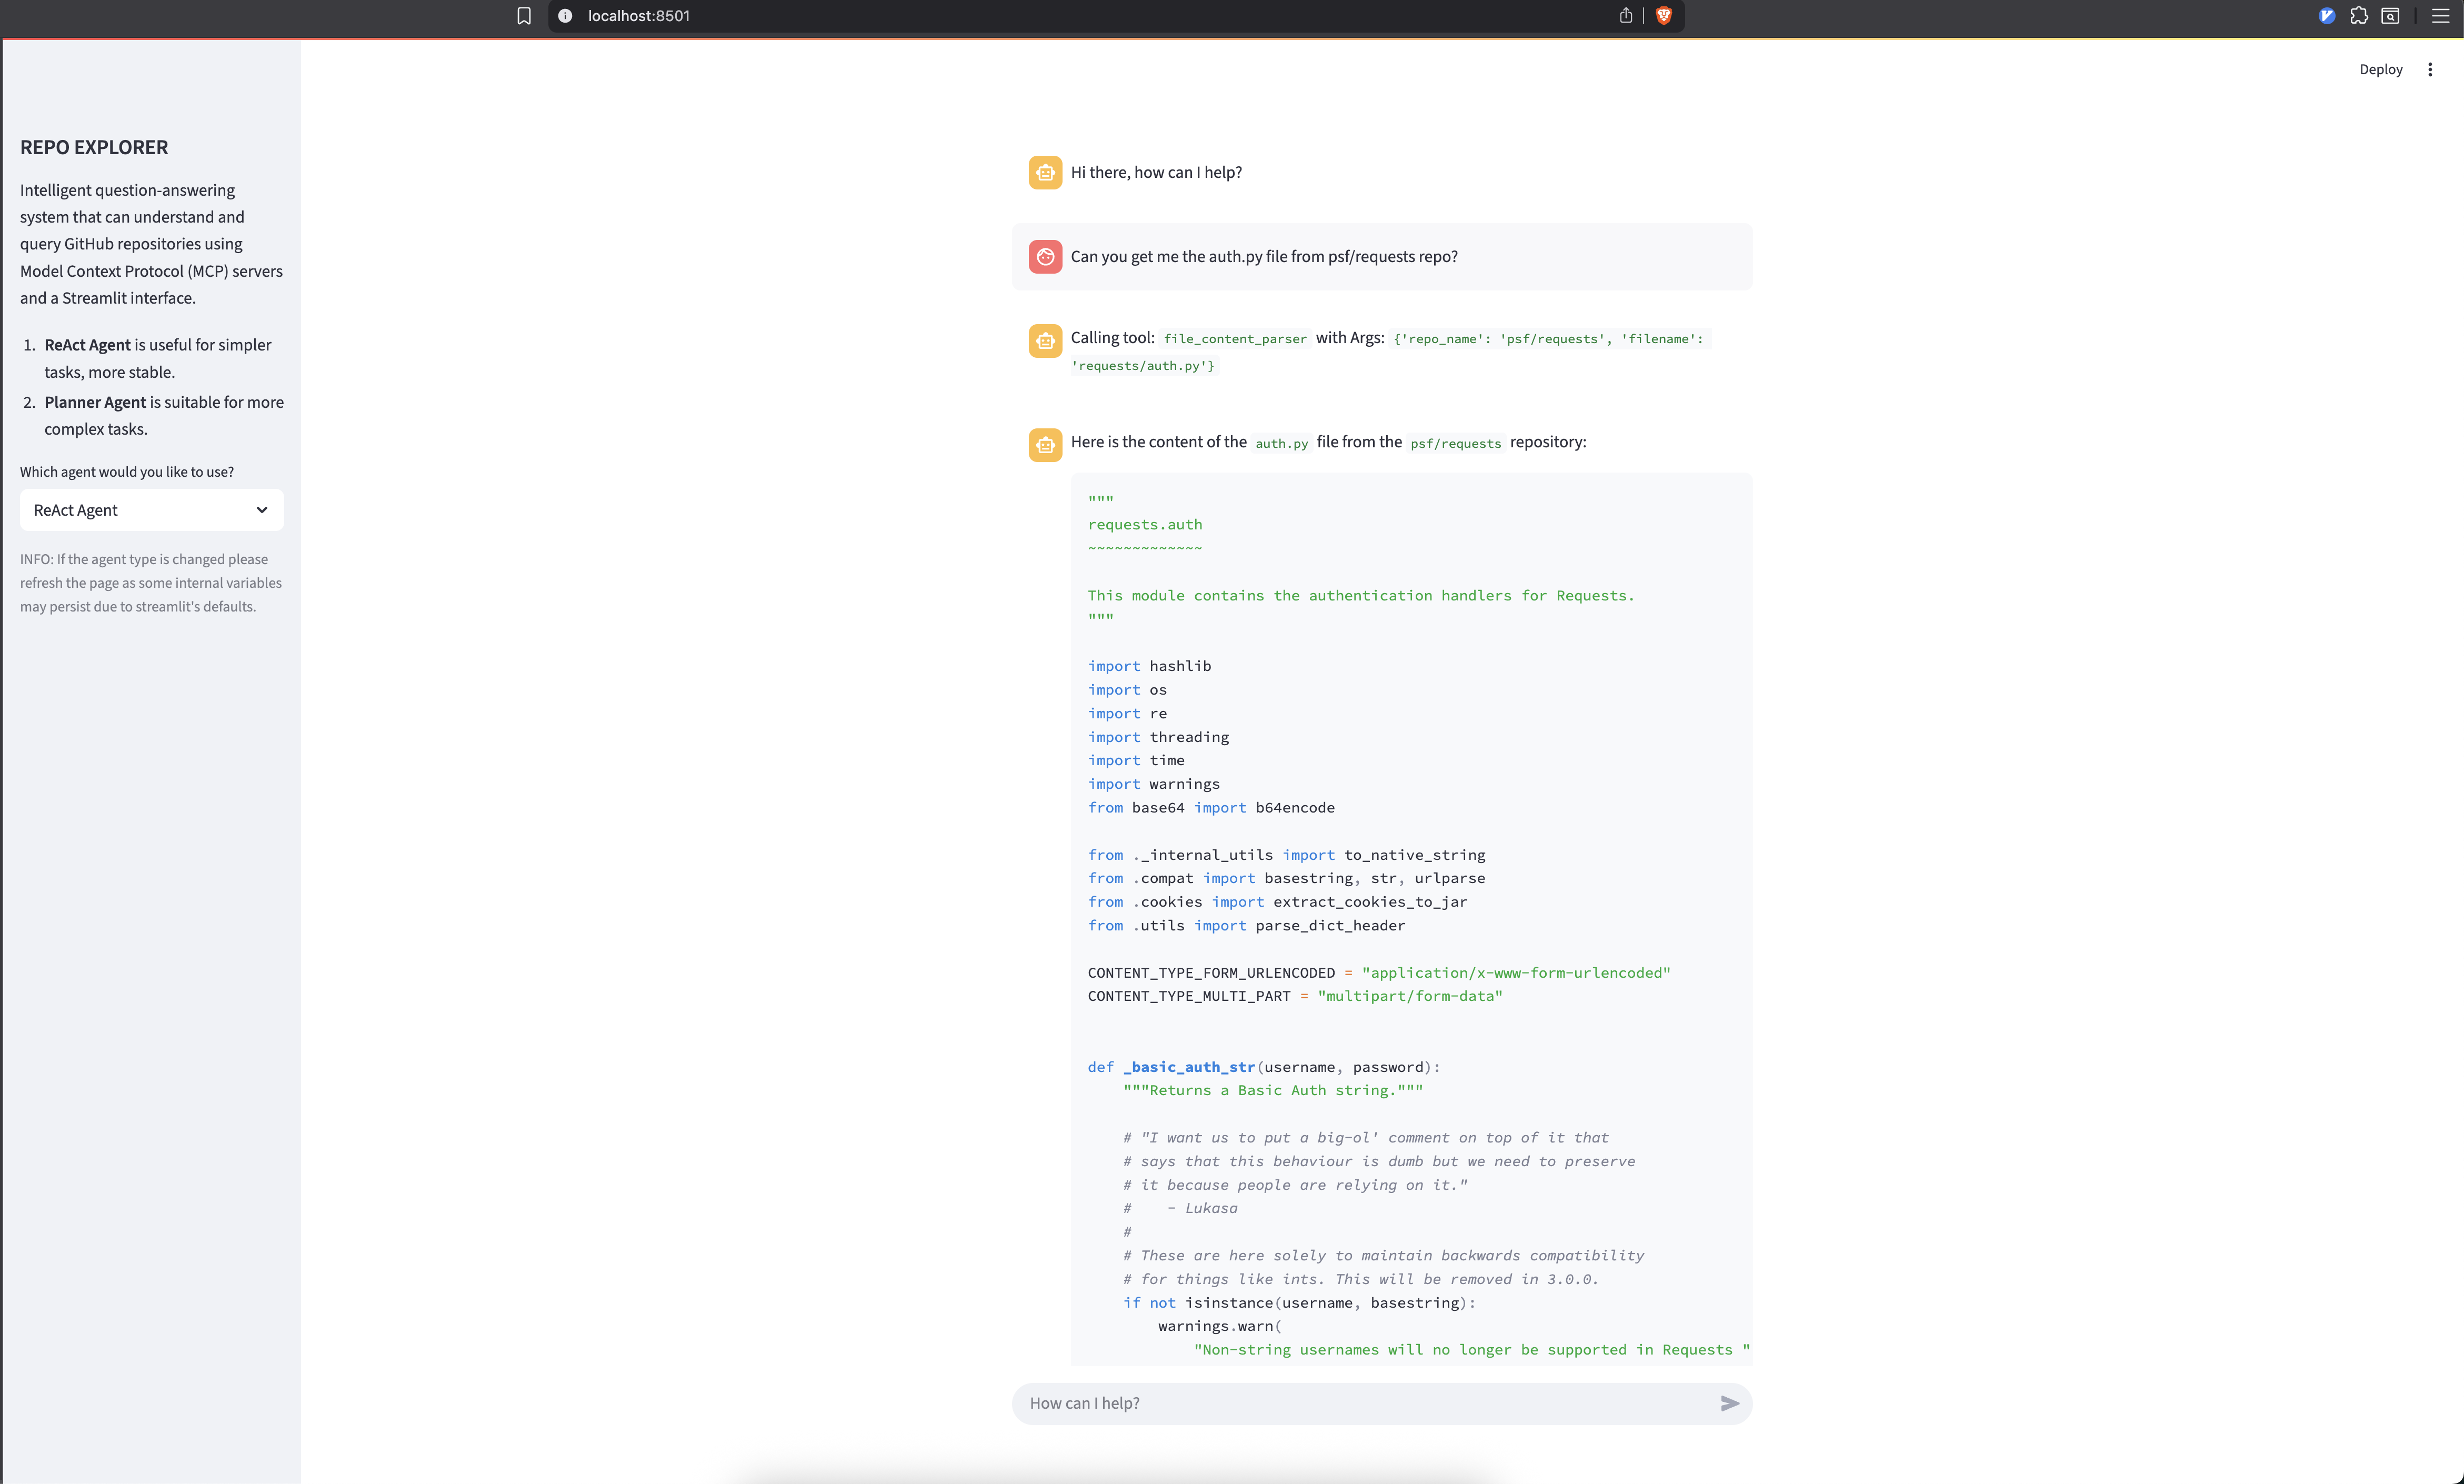 localhost:8501
Deploy
REPO EXPLORER
Intelligent question-answering
system that can understand and
query GitHub repositories using
Model Context Protocol (MCP) servers
and a Streamlit interface.
1. ReAct Agent is useful for simpler
tasks, more stable.
2. Planner Agent is suitable for more
complex tasks.
Which agent would you like to use?
ReAct Agent
INFO: If the agent type is changed please
refresh the page as some internal variables
may persist due to streamlit's defaults.
Hi there, how can I help?
Can you get me the auth.py file from psf/requests repo?
Calling tool: file_content_parser with Args: {'repo_name': 'psf/requests', 'filename':
'requests/auth.py'}
Here is the content of the auth.py file from the psf/requests repository:
"""
requests.auth
~~~~~~~~~~~~~
This module contains the authentication handlers for Requests.
"""
import hashlib
import os
import re
import threading
import time
import warnings
from base64 import b64encode
from ._internal_utils import to_native_string
from .compat import basestring, str, urlparse
from .cookies import extract_cookies_to_jar
from .utils import parse_dict_header
CONTENT_TYPE_FORM_URLENCODED = "application/x-www-form-urlencoded"
CONTENT_TYPE_MULTI_PART = "multipart/form-data"
def _basic_auth_str(username, password):
"""Returns a Basic Auth string."""
# "I want us to put a big-ol' comment on top of it that
# says that this behaviour is dumb but we need to preserve
# it because people are relying on it."
#    - Lukasa
#
# These are here solely to maintain backwards compatibility
# for things like ints. This will be removed in 3.0.0.
if not isinstance(username, basestring):
warnings.warn(
"Non-string usernames will no longer be supported in Requests "
How can I help?